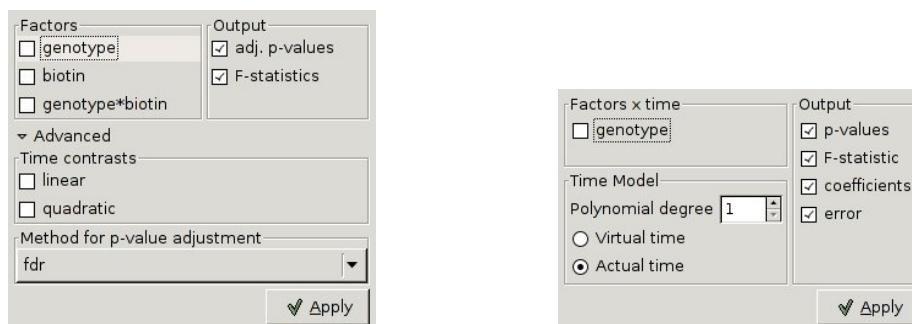 Factors
genotype
biotin
genotype*biotin
Output
adj. p-values
F-statistics
Advanced
Time contrasts
linear
quadratic
Method for p-value adjustment
fdr
Apply
Factors x time
genotype
Time Model
Polynomial degree 1
Virtual time
Actual time
Output
p-values
F-statistic
coefficients
error
Apply